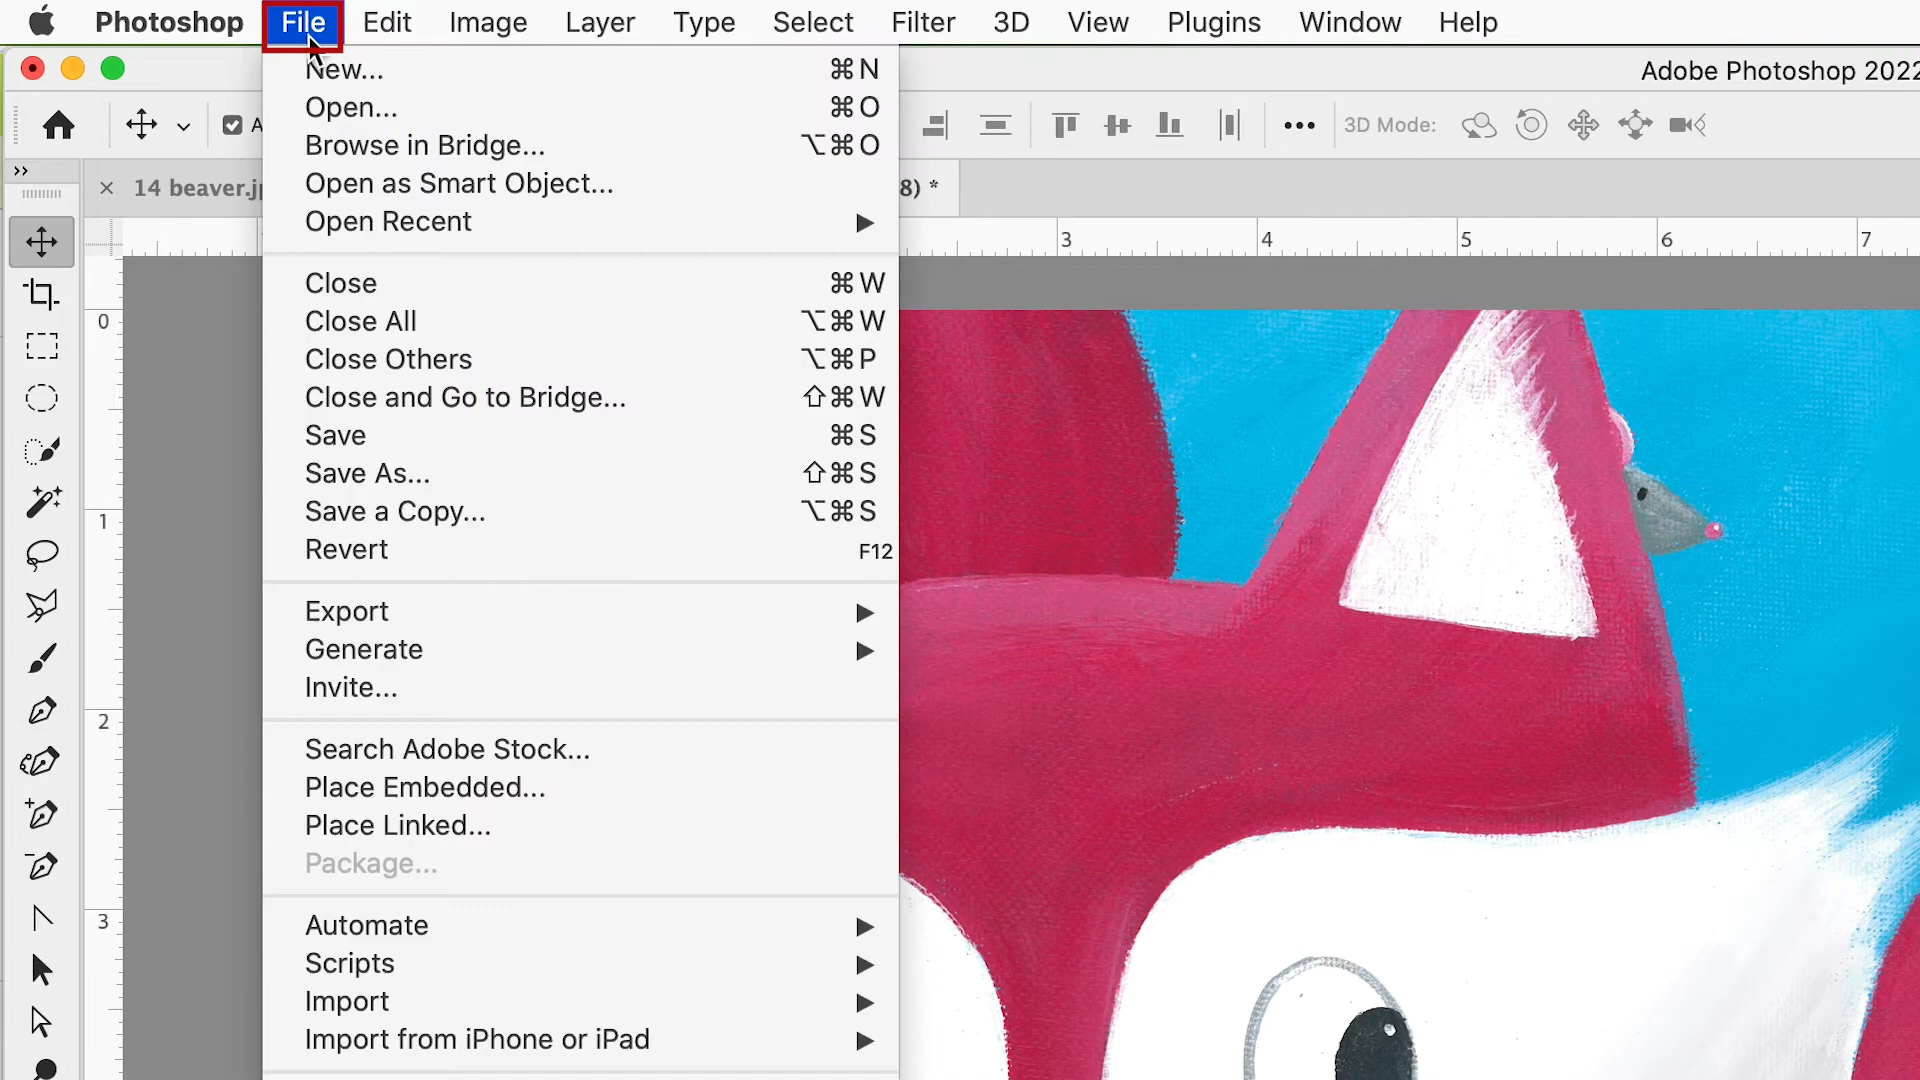 Photoshop File Edit Image Layer Type Select Filter 3D View Plugins Window Help
Adobe Photoshop 2022
3D Mode:
14 beaver.j
8) *
3 4 5 6 7
0
1
2
3
New... ⌘N
Open... ⌘O
Browse in Bridge... ⌥⌘O
Open as Smart Object...
Open Recent
Close ⌘W
Close All ⌥⌘W
Close Others ⌥⌘P
Close and Go to Bridge... ⇧⌘W
Save ⌘S
Save As... ⇧⌘S
Save a Copy... ⌥⌘S
Revert F12
Export
Generate
Invite...
Search Adobe Stock...
Place Embedded...
Place Linked...
Package...
Automate
Scripts
Import
Import from iPhone or iPad